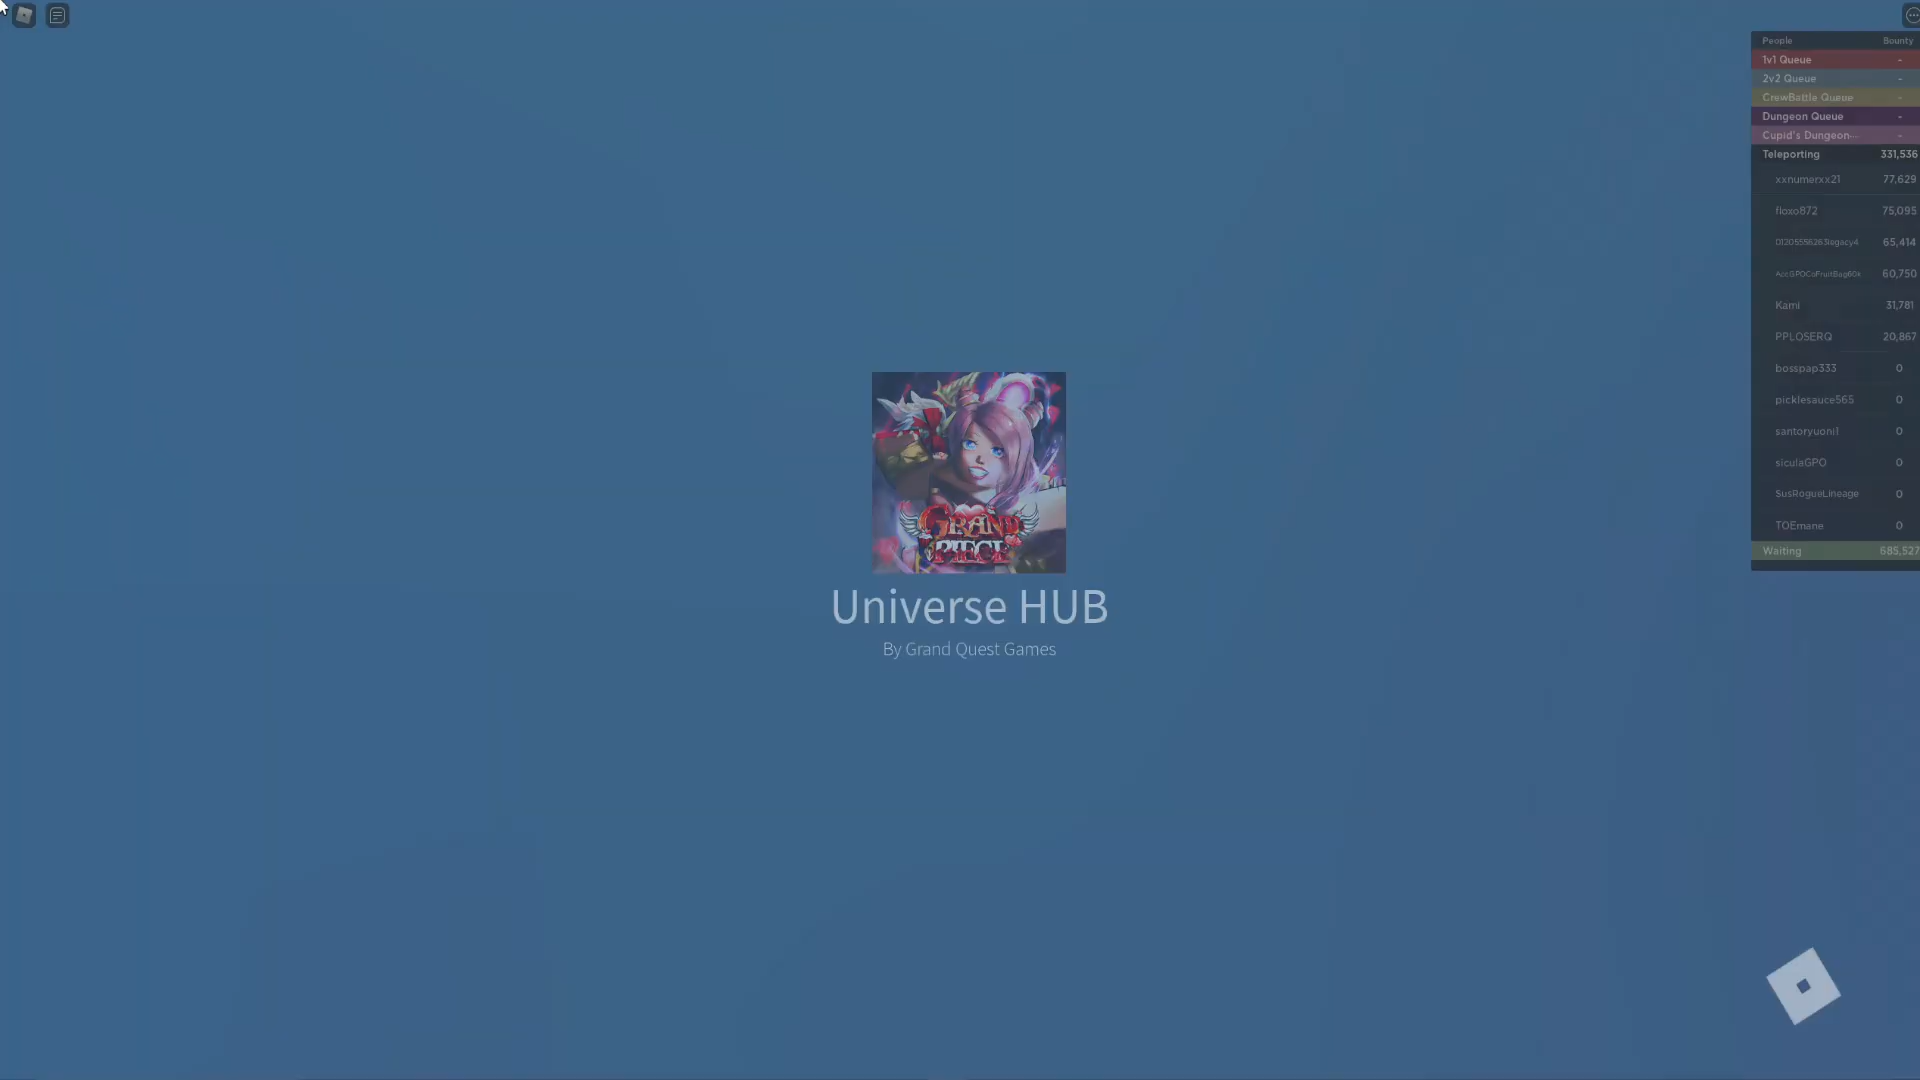 People Bounty
1v1 Queue -
2v2 Queue -
CrewBattle Queue -
Dungeon Queue -
Cupid's Dungeon... -
Teleporting 331,536
xxnumerxx21 77,629
floxo872 75,095
D1205556263legacy4 65,414
AccGPOCoFruitBag60k 60,750
Kami 31,781
PPLOSERQ 20,867
bosspap333 0
picklesauce565 0
santoryuoni1 0
siculaGPO 0
SusRogueLineage 0
TOEmane 0
Waiting 685,527
GRAND
PIECE
Universe HUB
By Grand Quest Games